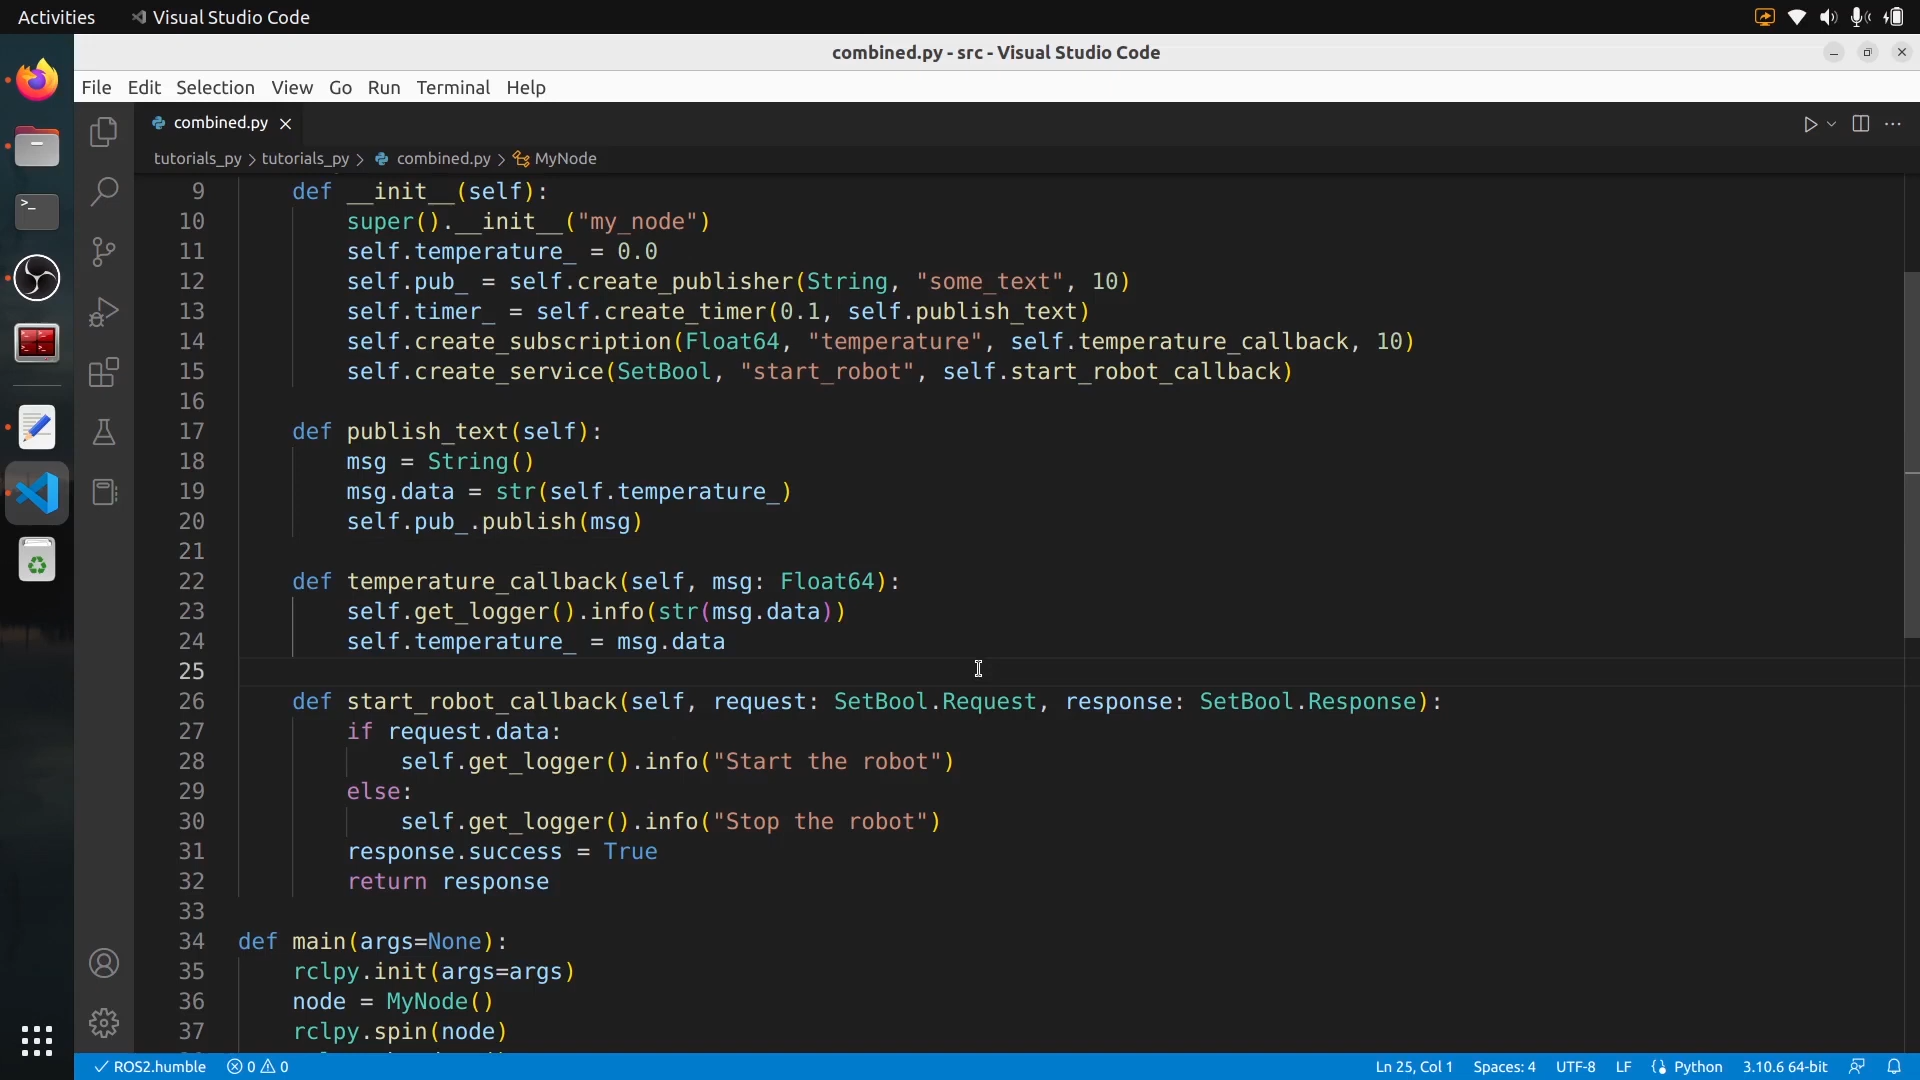 Activities
Visual Studio Code
combined.py - src - Visual Studio Code
File Edit Selection View Go Run Terminal Help
combined.py
tutorials_py > tutorials_py > combined.py > MyNode
9 def __init__(self):
10 super().__init__("my_node")
11 self.temperature_ = 0.0
12 self.pub_ = self.create_publisher(String, "some_text", 10)
13 self.timer_ = self.create_timer(0.1, self.publish_text)
14 self.create_subscription(Float64, "temperature", self.temperature_callback, 10)
15 self.create_service(SetBool, "start_robot", self.start_robot_callback)
16
17 def publish_text(self):
18 msg = String()
19 msg.data = str(self.temperature_)
20 self.pub_.publish(msg)
21
22 def temperature_callback(self, msg: Float64):
23 self.get_logger().info(str(msg.data))
24 self.temperature_ = msg.data
25
26 def start_robot_callback(self, request: SetBool.Request, response: SetBool.Response):
27 if request.data:
28 self.get_logger().info("Start the robot")
29 else:
30 self.get_logger().info("Stop the robot")
31 response.success = True
32 return response
33
34 def main(args=None):
35 rclpy.init(args=args)
36 node = MyNode()
37 rclpy.spin(node)
ROS2.humble 0 0 Ln 25, Col 1 Spaces: 4 UTF-8 LF Python 3.10.6 64-bit